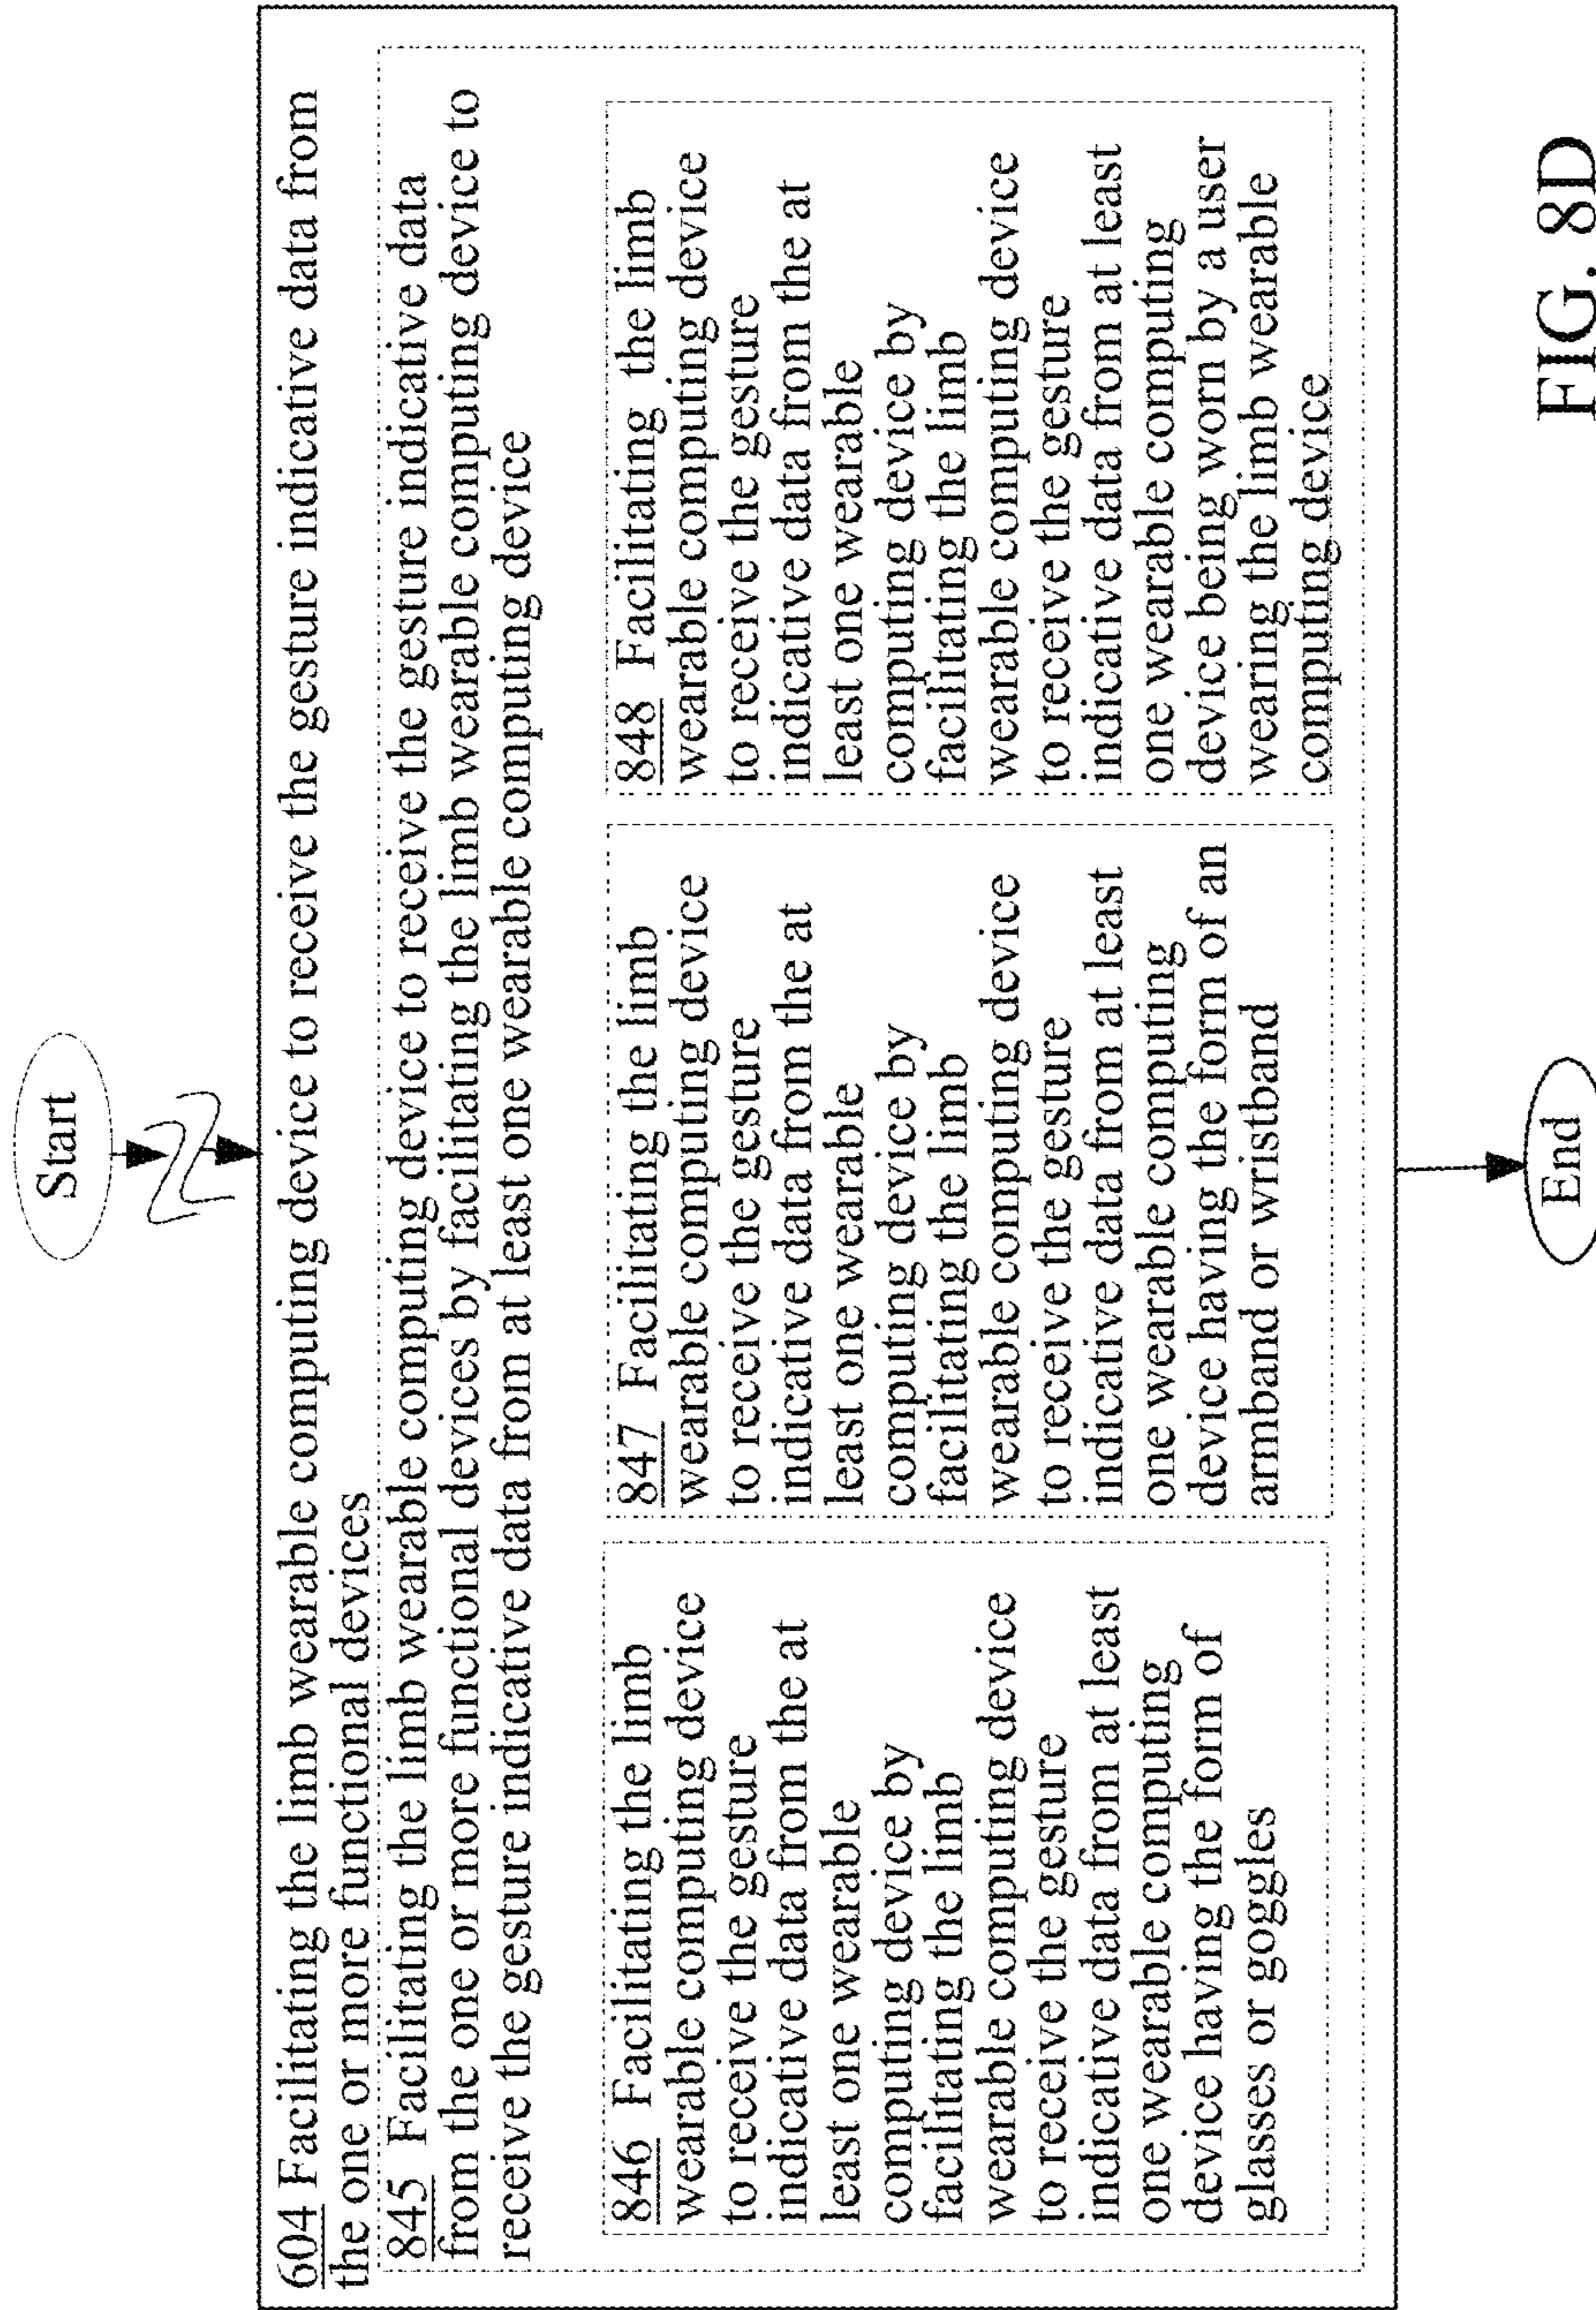 Start
604 Facilitating the limb wearable computing device to receive the gesture indicative data from
the one or more functional devices
845 Facilitating the limb wearable computing device to receive the gesture indicative data
from the one or more functional devices by facilitating the limb wearable computing device to
receive the gesture indicative data from at least one wearable computing device
846 Facilitating the limb
wearable computing device
to receive the gesture
indicative data from the at
least one wearable
computing device by
facilitating the limb
wearable computing device
to receive the gesture
indicative data from at least
one wearable computing
device having the form of
glasses or goggles
847 Facilitating the limb
wearable computing device
to receive the gesture
indicative data from the at
least one wearable
computing device by
facilitating the limb
wearable computing device
to receive the gesture
indicative data from at least
one wearable computing
device having the form of an
armband or wristband
848 Facilitating the limb
wearable computing device
to receive the gesture
indicative data from the at
least one wearable
computing device by
facilitating the limb
wearable computing device
to receive the gesture
indicative data from at least
one wearable computing
device being worn by a user
wearing the limb wearable
computing device
End
FIG. 8D